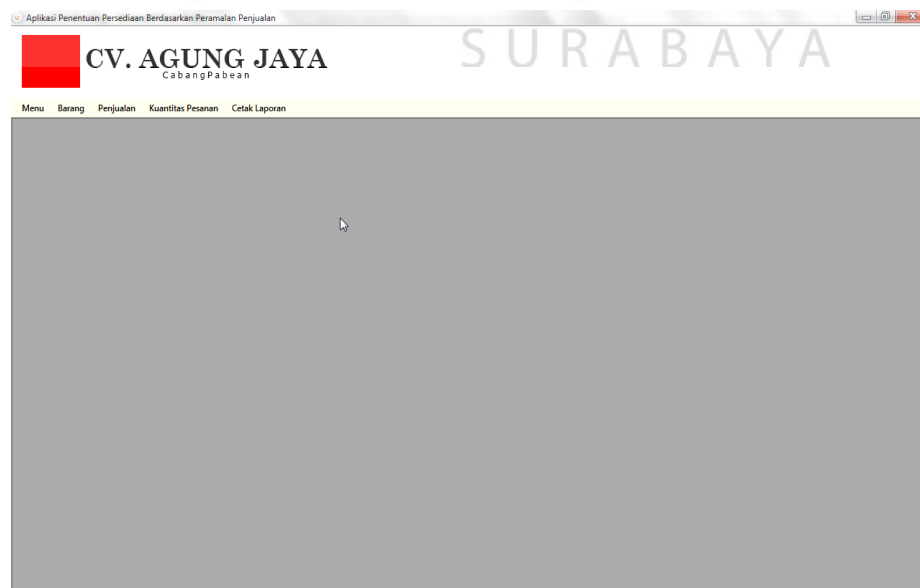 Aplikasi Penentuan Persediaan Berdasarkan Peramalan Penjualan
SURABAYA
CV. AGUNG JAYA
CabangPabean
Menu Barang Penjualan Kuantitas Pesanan Cetak Laporan